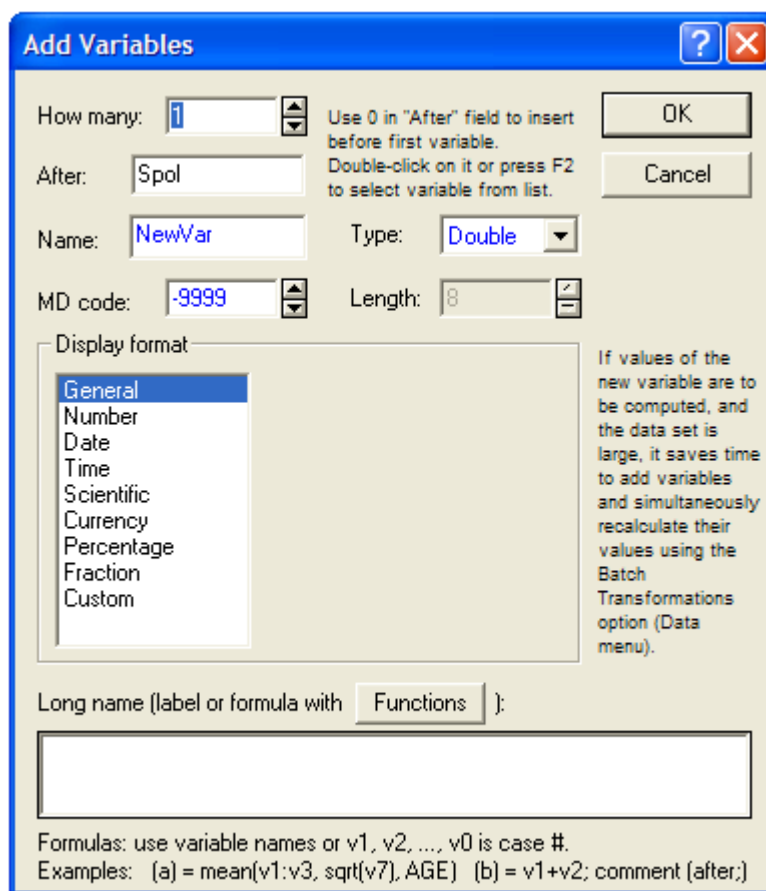 Add Variables
How many: 1
Use 0 in "After" field to insert
before first variable.
Double-click on it or press F2
to select variable from list.
OK
After: Spol
Cancel
Name: NewVar
Type: Double
MD code: -9999
Length: 8
Display format
General
Number
Date
Time
Scientific
Currency
Percentage
Fraction
Custom
If values of the
new variable are to
be computed, and
the data set is
large, it saves time
to add variables
and simultaneously
recalculate their
values using the
Batch
Transformations
option (Data
menu).
Long name (label or formula with Functions ):
Formulas: use variable names or v1, v2, ..., v0 is case #.
Examples: (a) = mean(v1:v3, sqrt(v7), AGE) (b) = v1+v2; comment (after;)